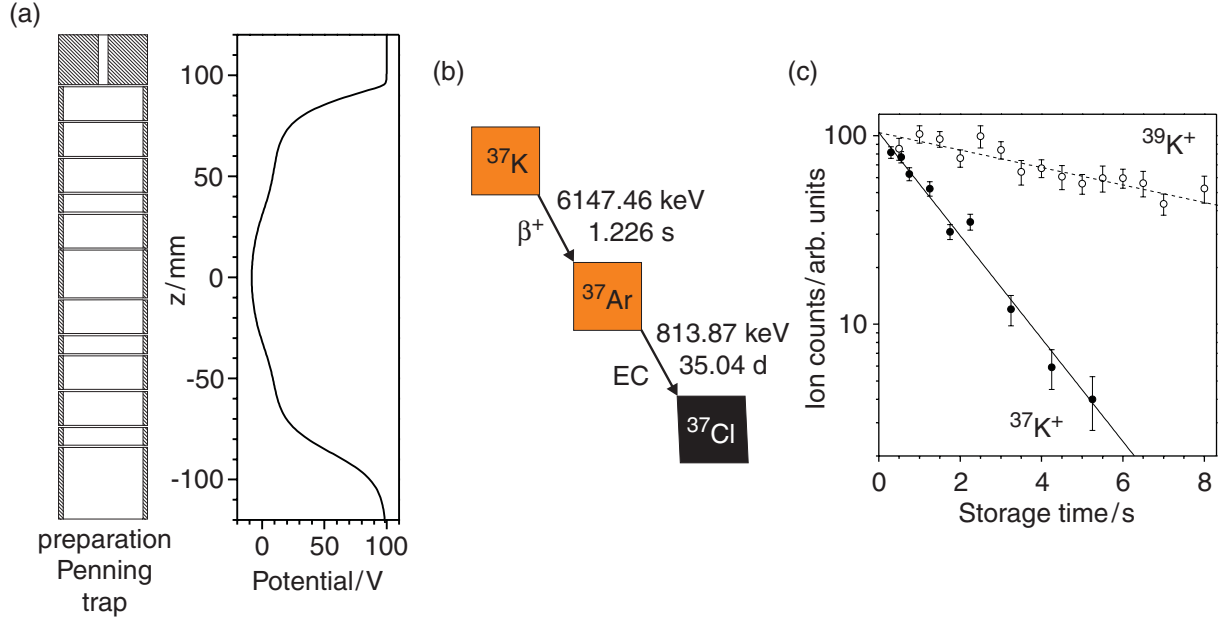 (a)
100
50
0
-50
-100
z/mm
0
50
100
Potential/V
preparation
Penning
trap
(b)
³⁷K
6147.46 keV
β⁺
1.226 s
³⁷Ar
813.87 keV
35.04 d
EC
³⁷Cl
(c)
100
10
Ion counts/arb. units
³⁹K⁺
³⁷K⁺
0
2
4
6
8
Storage time/s